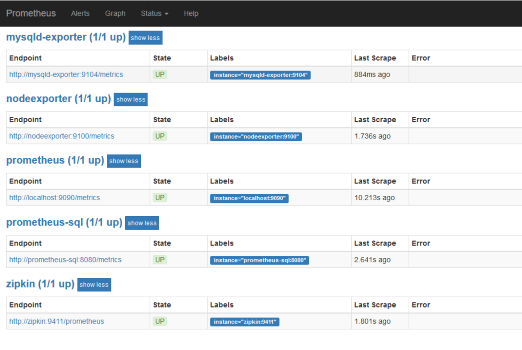 Prometheus Alerts Graph Status Help
mysqld-exporter (1/1 up) show less
Endpoint State Labels Last Scrape Error
http://mysqld-exporter:9104/metrics UP instance="mysqld-exporter:9104" 884ms ago
nodeexporter (1/1 up) show less
Endpoint State Labels Last Scrape Error
http://nodeexporter:9100/metrics UP instance="nodeexporter:9100" 1.736s ago
prometheus (1/1 up) show less
Endpoint State Labels Last Scrape Error
http://localhost:9090/metrics UP instance="localhost:9090" 10.213s ago
prometheus-sql (1/1 up) show less
Endpoint State Labels Last Scrape Error
http://prometheus-sql:8080/metrics UP instance="prometheus-sql:8080" 2.641s ago
zipkin (1/1 up) show less
Endpoint State Labels Last Scrape Error
http://zipkin:9411/prometheus UP instance="zipkin:9411" 1.801s ago